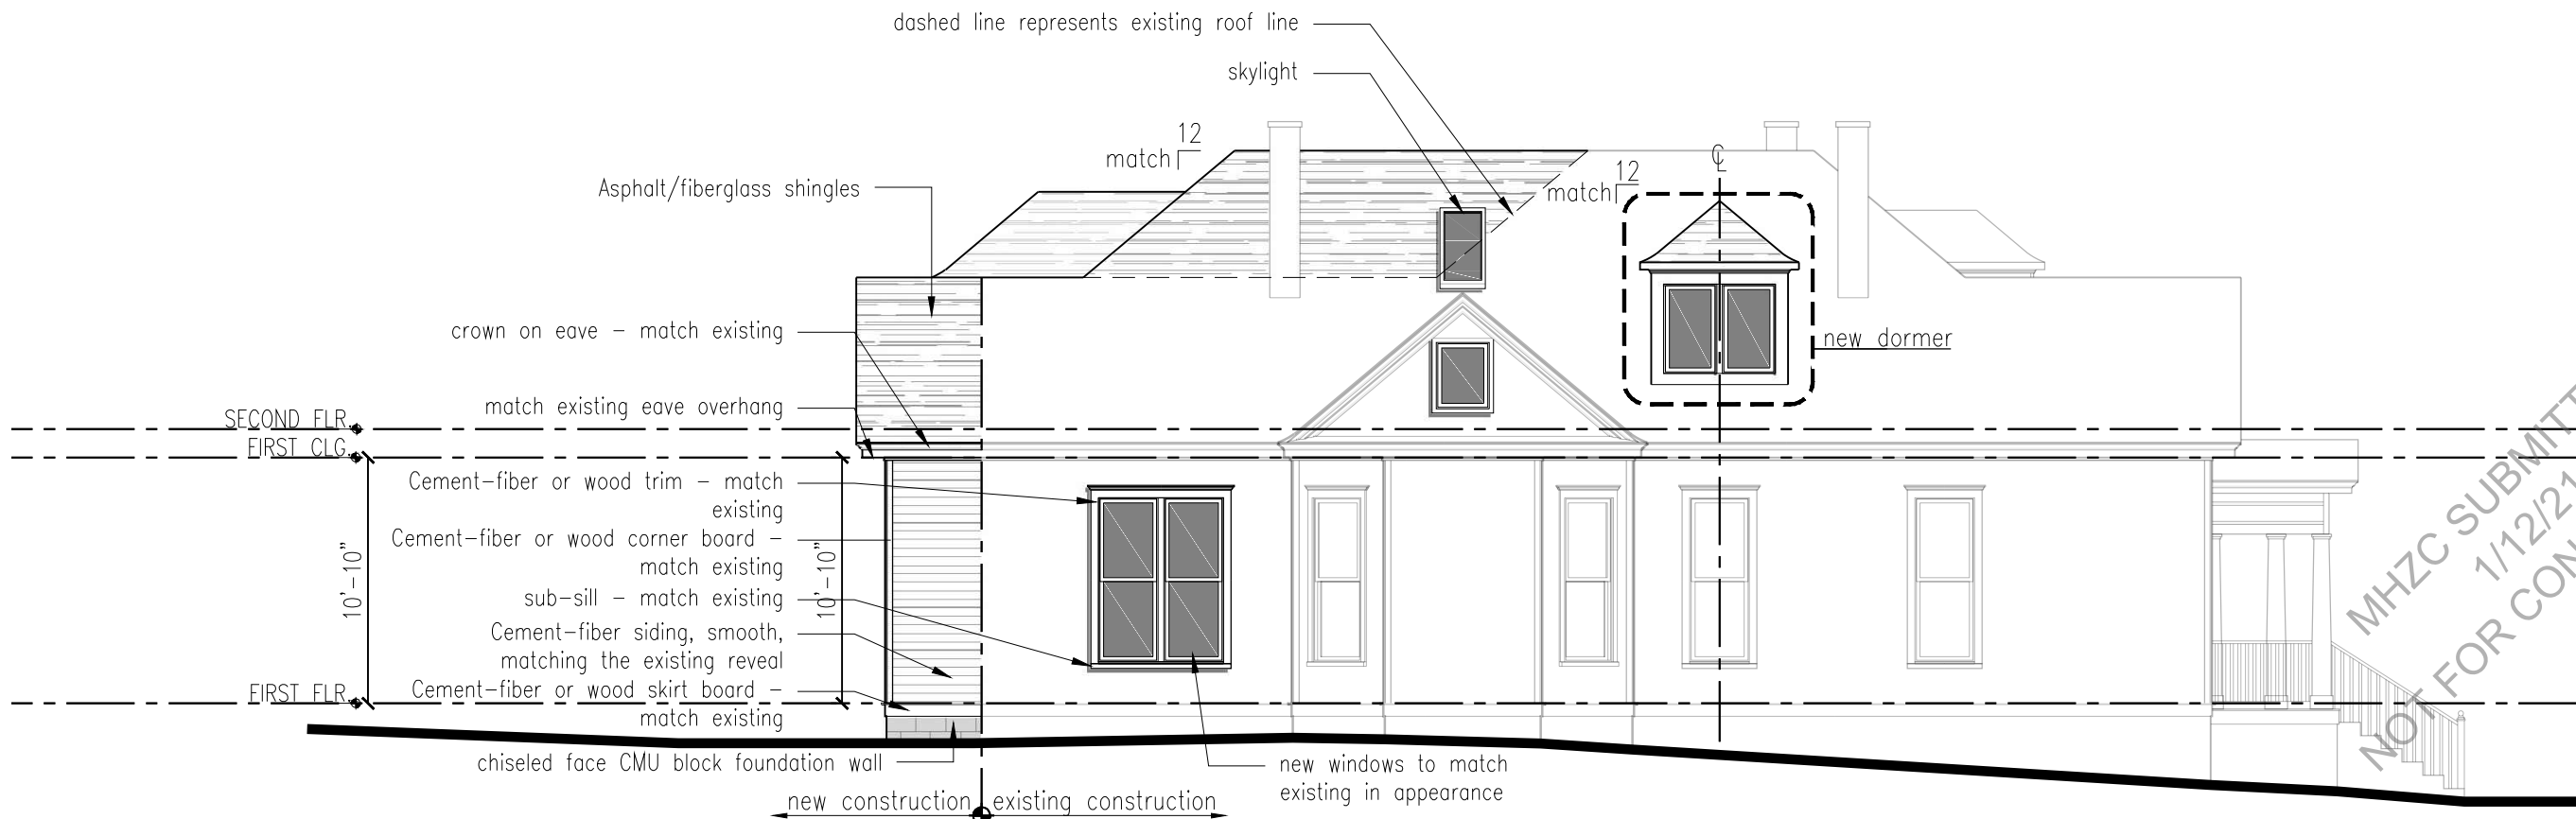 dashed line represents existing roof line
skylight
12
match
12
match
℄
Asphalt/fiberglass shingles
crown on eave – match existing
new dormer
match existing eave overhang
SECOND FLR.
FIRST CLG.
Cement-fiber or wood trim – match
existing
Cement-fiber or wood corner board –
match existing
10'-10"
10'-10"
sub-sill – match existing
Cement-fiber siding, smooth,
matching the existing reveal
FIRST FLR.
Cement-fiber or wood skirt board –
match existing
chiseled face CMU block foundation wall
new windows to match
existing in appearance
new construction
existing construction
MHZC SUBMITT
1/12/21
NOT FOR CON